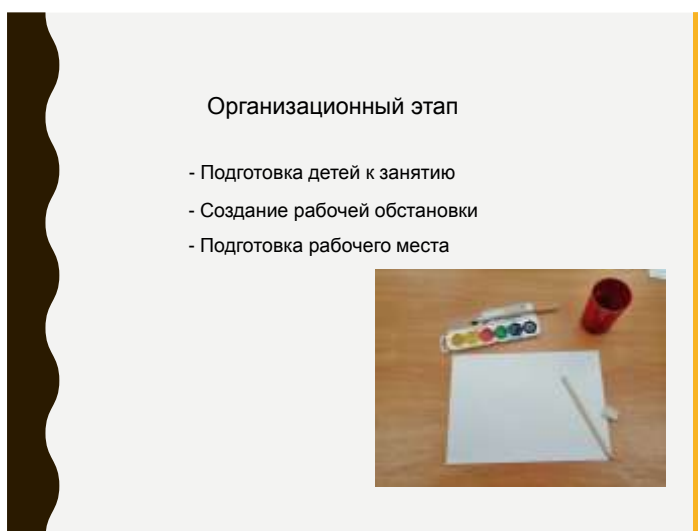 Организационный этап
- Подготовка детей к занятию
- Создание рабочей обстановки
- Подготовка рабочего места